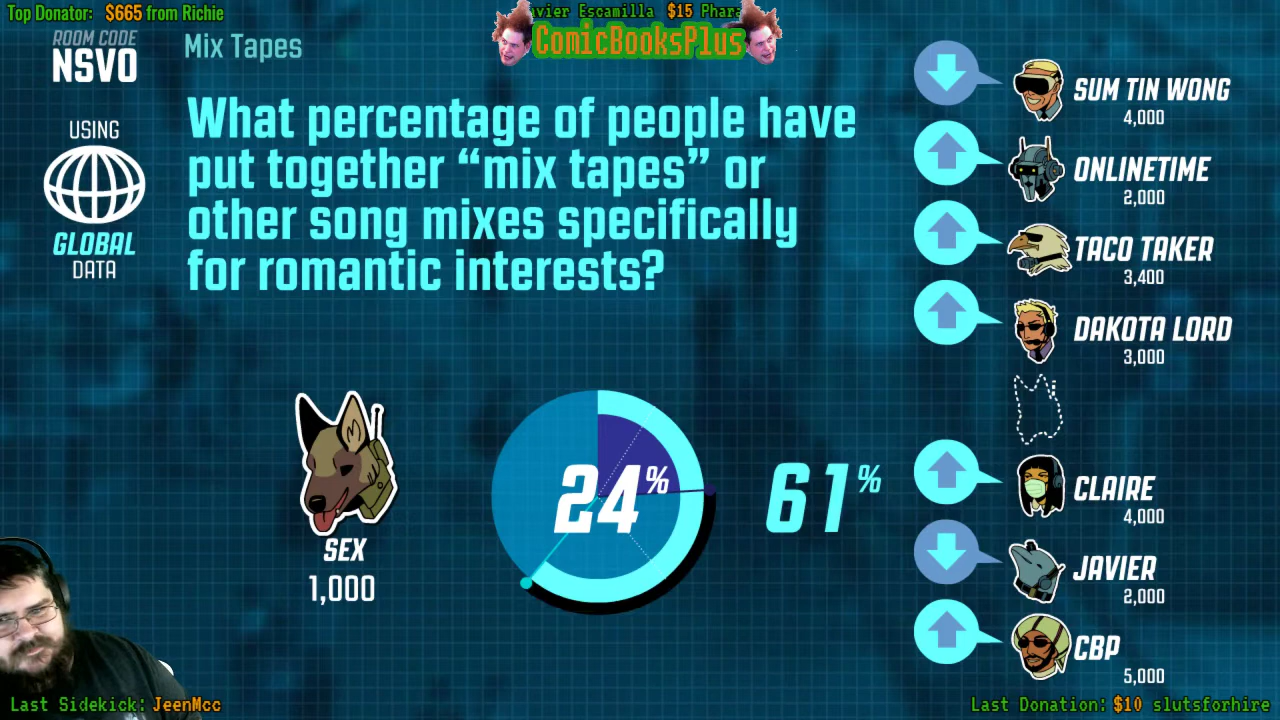 Top Donator: $665 from Richie
avier Escamilla $15 Phara
ComicBooksPlus
ROOM CODE
NSVO
Mix Tapes
USING
GLOBAL
DATA
What percentage of people have
put together “mix tapes” or
other song mixes specifically
for romantic interests?
SEX
1,000
24%
61%
SUM TIN WONG
4,000
ONLINETIME
2,000
TACO TAKER
3,400
DAKOTA LORD
3,000
CLAIRE
4,000
JAVIER
2,000
CBP
5,000
Last Sidekick: JeenMcc
Last Donation: $10 slutsforhire